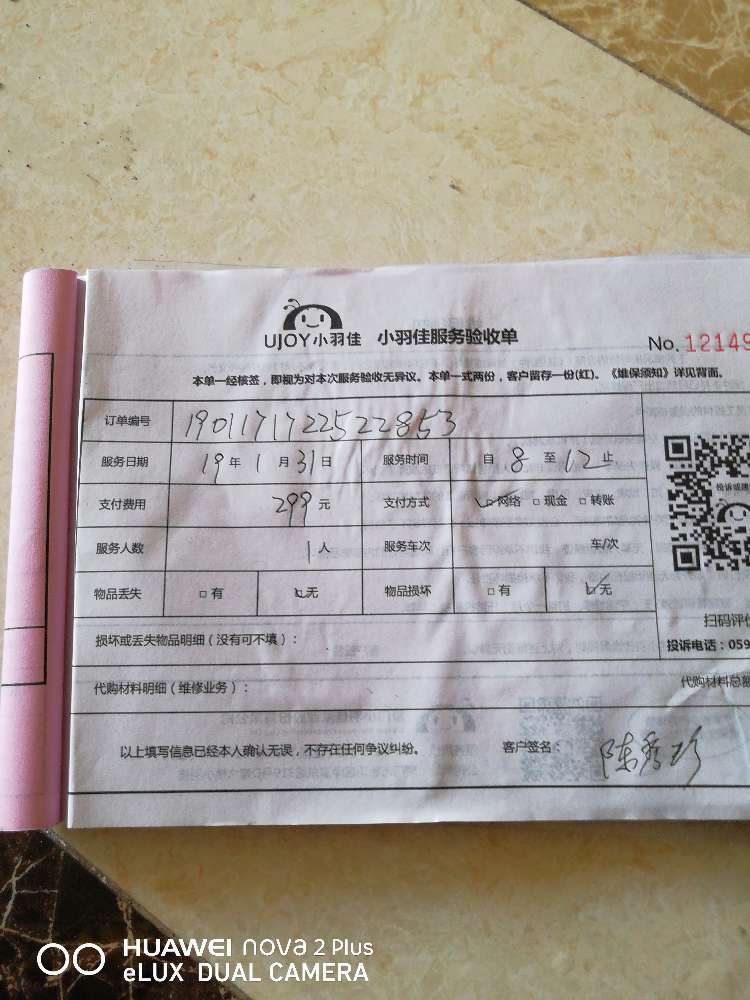 UJOY小羽佳 小羽佳服务验收单 No. 12149
本单一经核签，即视为对本次服务验收无异议。本单一式两份，客户留存一份(红)。《维保须知》详见背面。
订单编号 1901171722522853
服务日期 19年1月31日 服务时间 自8至12止
支付费用 299元 支付方式 网络 现金 转账
服务人数 1人 服务车次 车/次
物品丢失 有 无 物品损坏 有 无
损坏或丢失物品明细（没有可不填）：
扫码评
投诉电话：059
代购材料明细（维修业务）： 代购材料总
以上填写信息已经本人确认无误，不存在任何争议纠纷。 客户签名： 陈秀珍
HUAWEI nova 2 Plus
eLUX DUAL CAMERA